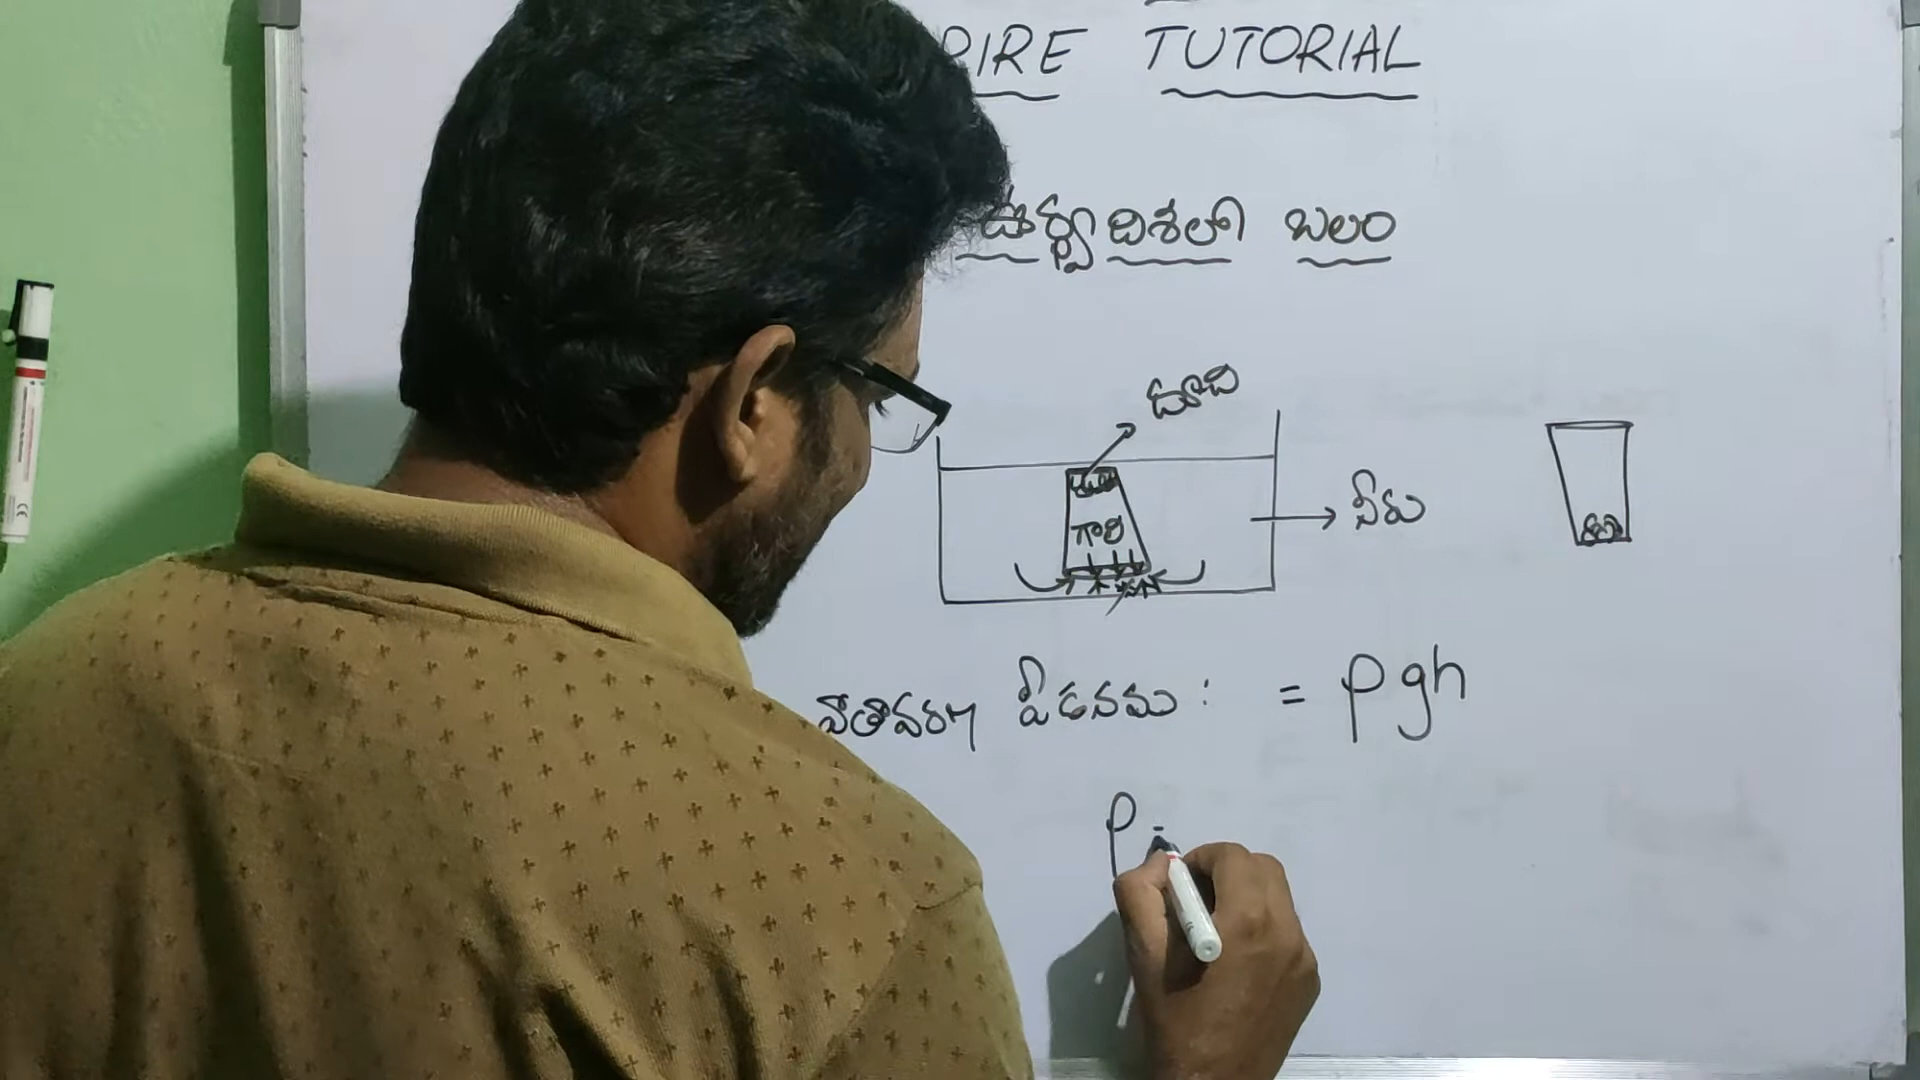 PIRE TUTORIAL
ఊర్ధ్వ దిశలో బలం
దూది
గాలి
నీరు
వాతావరణ పీడనము : = ρgh
ρ =